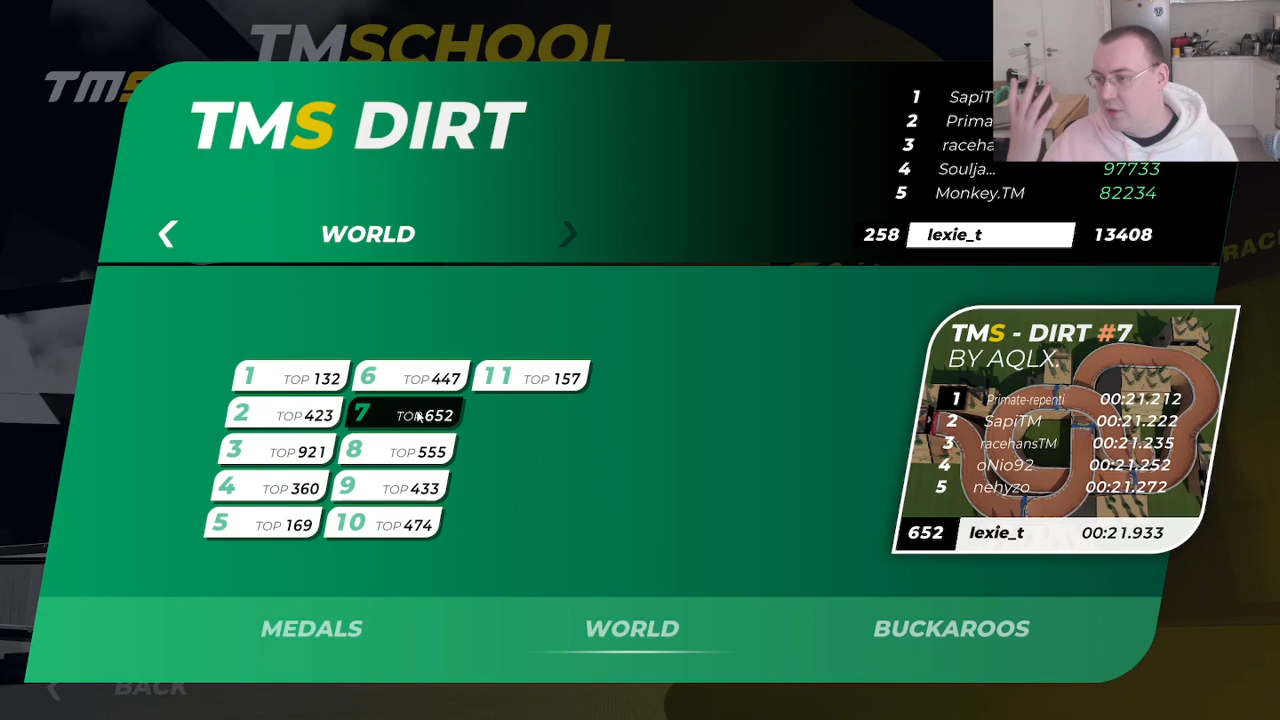 TMSCHOOL
TMS
TMS DIRT
1 SapiT
2 Prima
3 raceha
4 Soulja... 97733
5 Monkey.TM 82234
WORLD
258 lexie_t 13408
TRAC
TMS - DIRT #7
BY AQLX.
1 Primate-repenti 00:21.212
2 SapiTM 00:21.222
3 racehansTM 00:21.235
4 oNio92 00:21.252
5 nehyzo 00:21.272
652 lexie_t 00:21.933
1 TOP 132
6 TOP 447
11 TOP 157
2 TOP 423
7 TOP 652
3 TOP 921
8 TOP 555
4 TOP 360
9 TOP 433
5 TOP 169
10 TOP 474
MEDALS
WORLD
BUCKAROOS
BACK